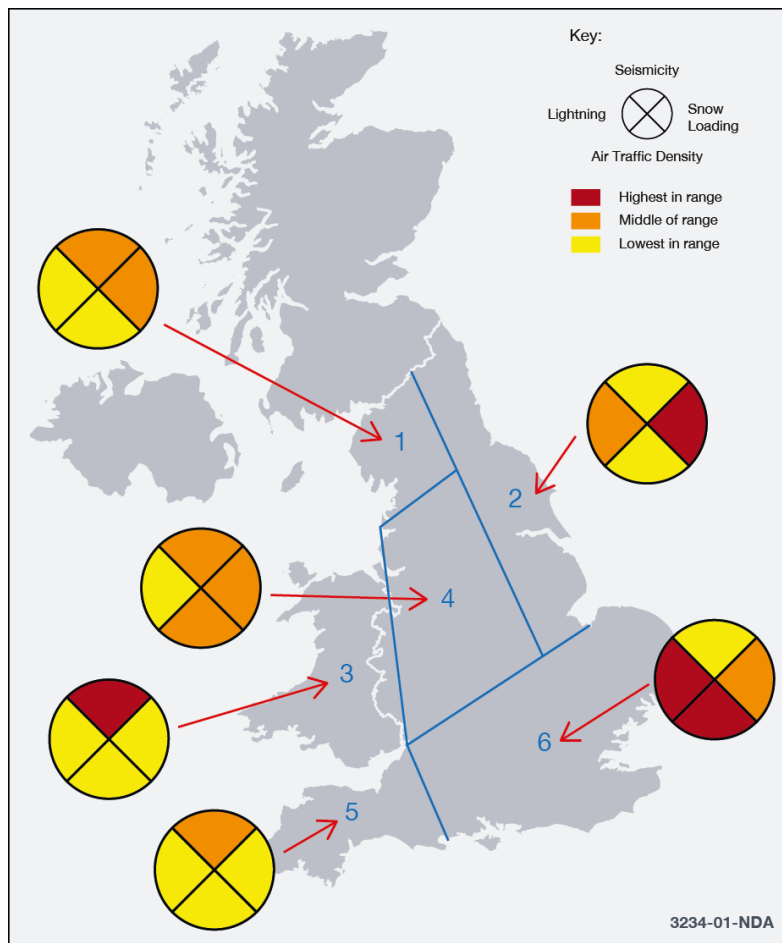 Key:
Seismicity
Lightning
Snow
Loading
Air Traffic Density
Highest in range
Middle of range
Lowest in range
1
2
4
3
6
5
3234-01-NDA